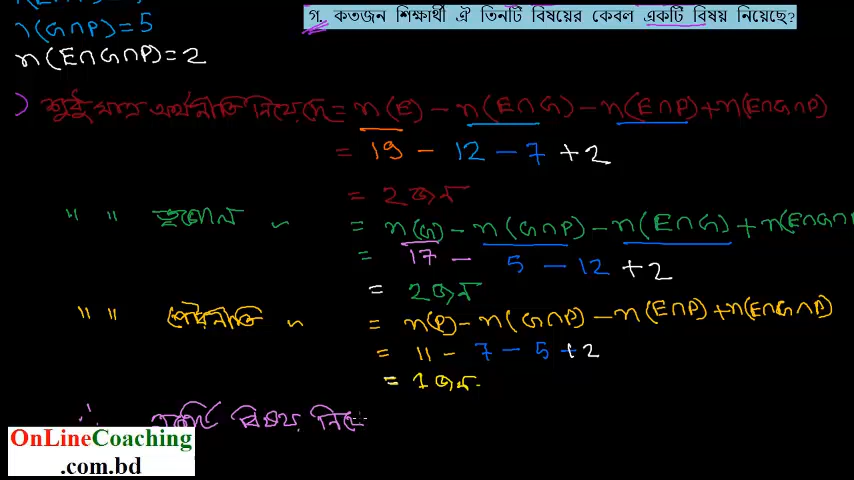 গ. কতজন শিক্ষার্থী ঐ তিনটি বিষয়ের কেবল একটি বিষয় নিয়েছে?
n(G∩P)=5
n(E∩G∩P)=2
) শুধুমাত্র অর্থনীতি নিয়েছে = n(E) - n(E∩G) - n(E∩P) + n(E∩G∩P)
= 19 - 12 - 7 + 2
= 2 জন
" " ভূগোল " = n(G) - n(G∩P) - n(E∩G) + n(E∩G∩P
= 17 - 5 - 12 + 2
= 2 জন
" " পৌরনীতি " = n(P) - n(G∩P) - n(E∩P) + n(E∩G∩P)
= 11 - 7 - 5 + 2
= 1 জন
∴ একটি বিষয় নিয়ে
OnLineCoaching
.com.bd